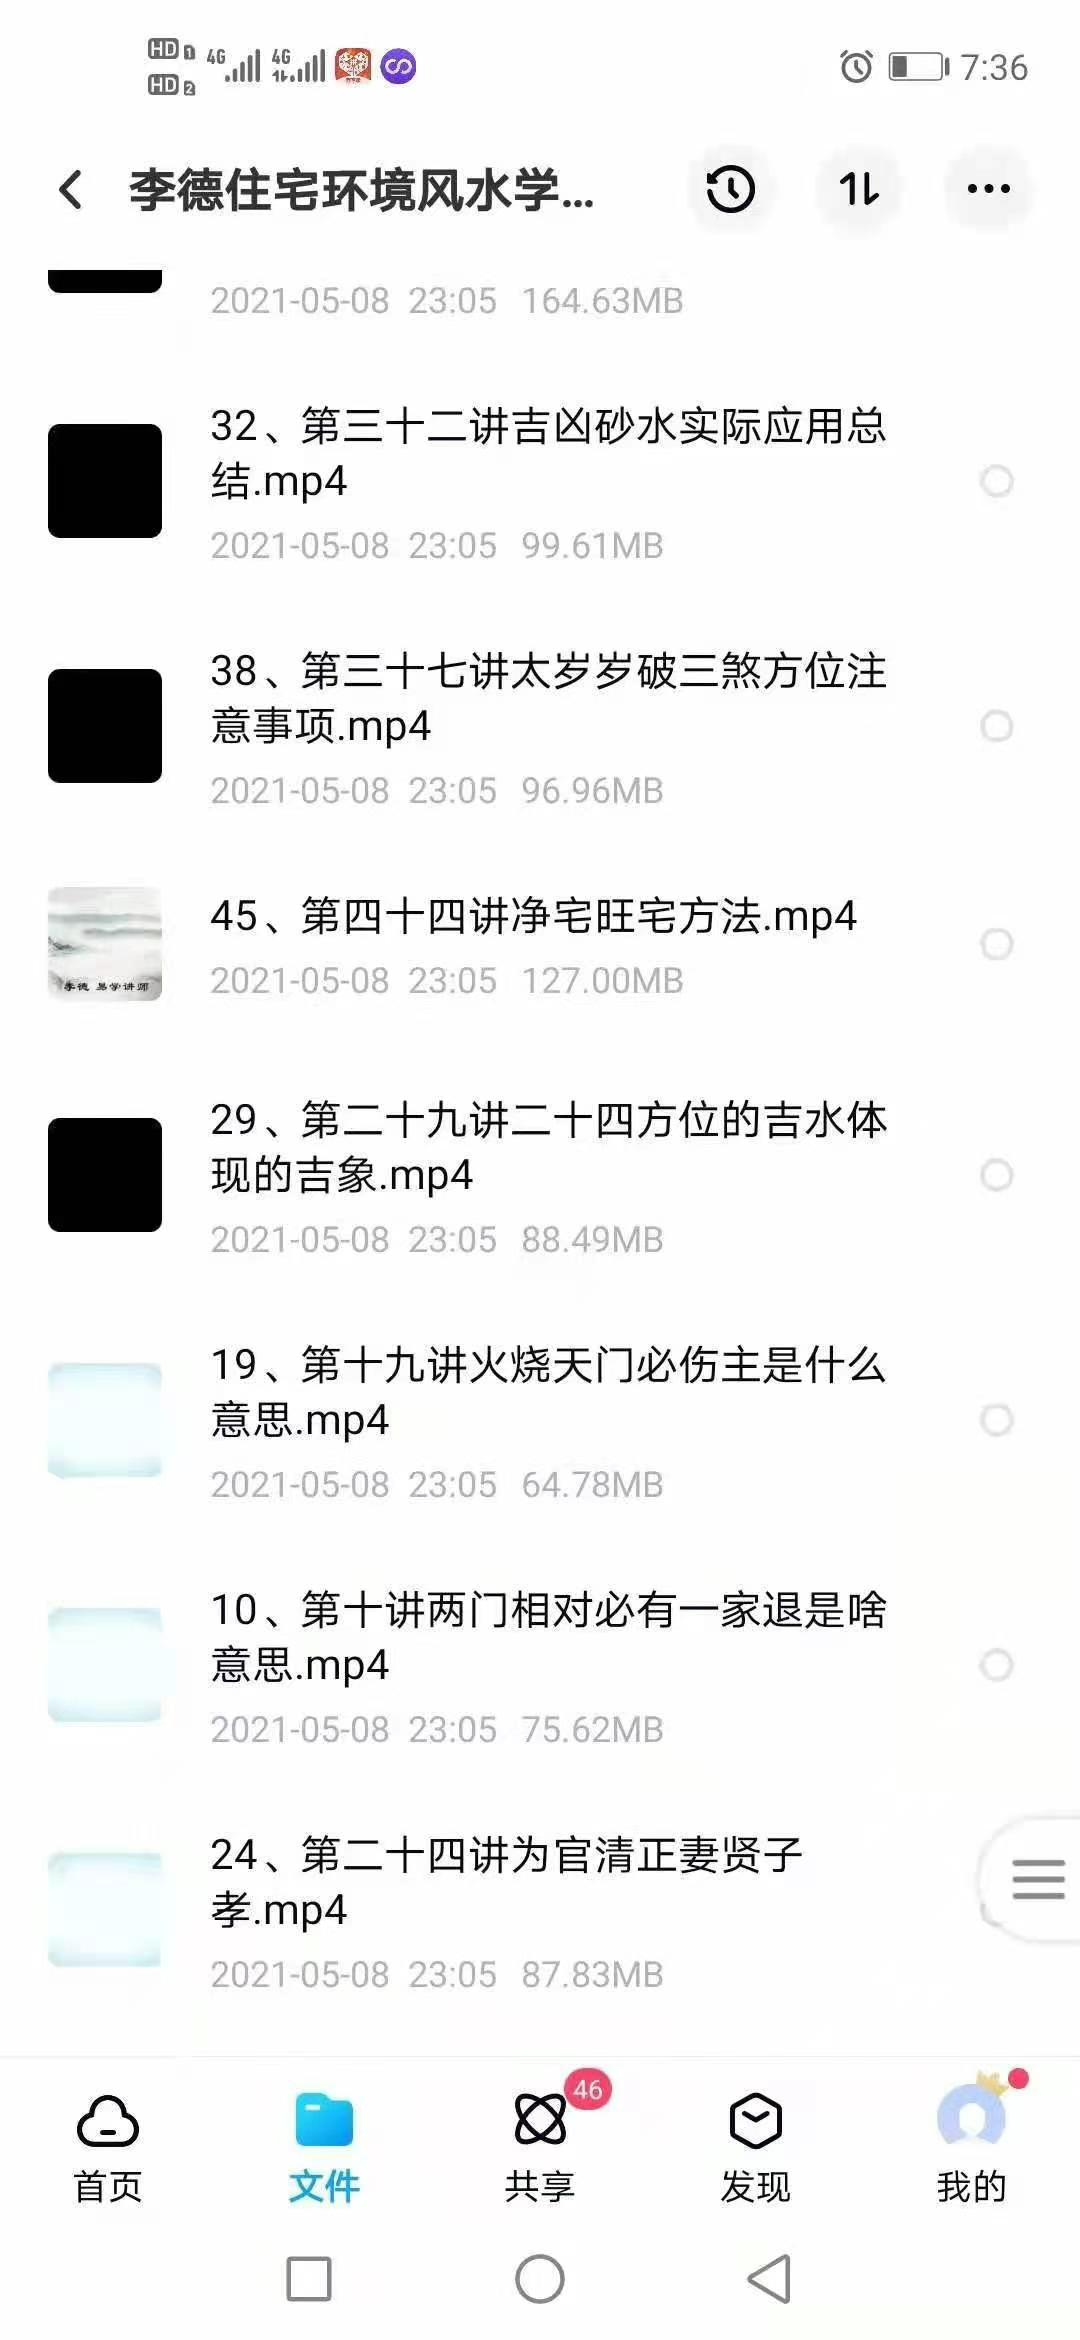 HD 1 4G 4G 7:36
HD 2
李德住宅环境风水学...
2021-05-08 23:05 164.63MB
32、第三十二讲吉凶砂水实际应用总
结.mp4
2021-05-08 23:05 99.61MB
38、第三十七讲太岁岁破三煞方位注
意事项.mp4
2021-05-08 23:05 96.96MB
45、第四十四讲净宅旺宅方法.mp4
李德 易学讲师
2021-05-08 23:05 127.00MB
29、第二十九讲二十四方位的吉水体
现的吉象.mp4
2021-05-08 23:05 88.49MB
19、第十九讲火烧天门必伤主是什么
意思.mp4
2021-05-08 23:05 64.78MB
10、第十讲两门相对必有一家退是啥
意思.mp4
2021-05-08 23:05 75.62MB
24、第二十四讲为官清正妻贤子
孝.mp4
2021-05-08 23:05 87.83MB
46
首页 文件 共享 发现 我的